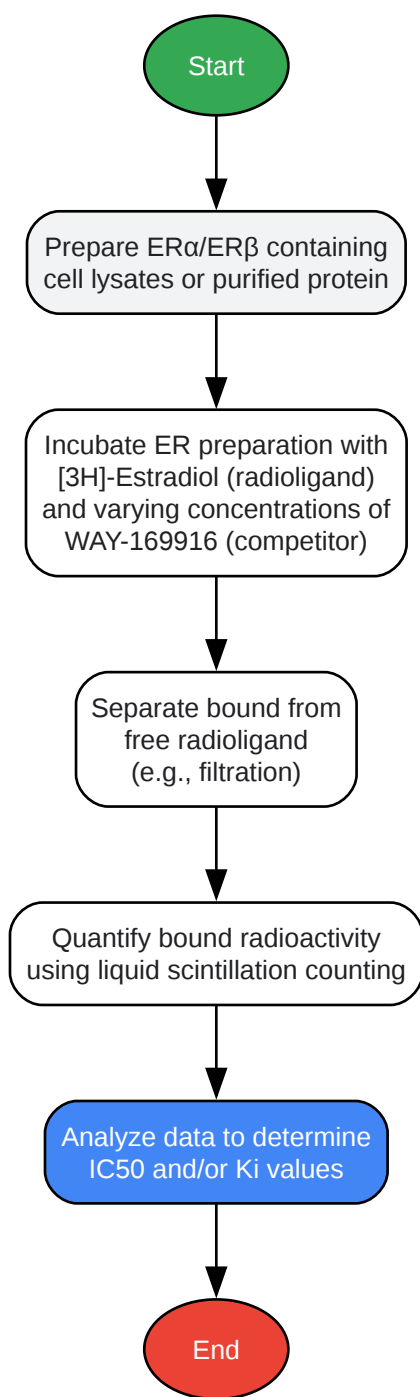 Start
Prepare ERα/ERβ containing
cell lysates or purified protein
Incubate ER preparation with
[3H]-Estradiol (radioligand)
and varying concentrations of
WAY-169916 (competitor)
Separate bound from
free radioligand
(e.g., filtration)
Quantify bound radioactivity
using liquid scintillation counting
Analyze data to determine
IC50 and/or Ki values
End